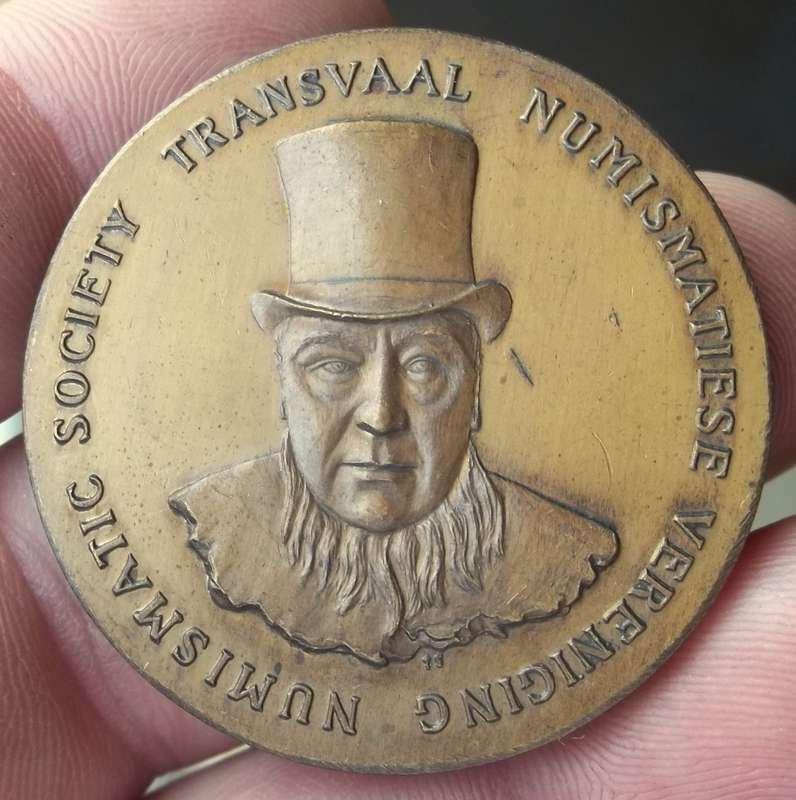 TRANSVAAL NUMISMATIESE VERENIGING
NUMISMATIC SOCIETY